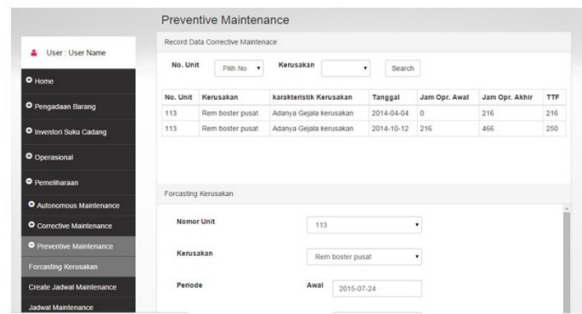 Preventive Maintenance
User : User Name
Home
Pengadaan Barang
Inventori Suku Cadang
Operasional
Pemeliharaan
Autonomous Maintenance
Corrective Maintenance
Preventive Maintenance
Forcasting Kerusakan
Create Jadwal Maintenance
Jadwal Maintenance
Record Data Corrective Maintenace
No. Unit Pilih No Kerusakan Search
No. Unit Kerusakan karakteristik Kerusakan Tanggal Jam Opr. Awal Jam Opr. Akhir TTF
113 Rem boster pusat Adanya Gejala kerusakan 2014-04-04 0 216 216
113 Rem boster pusat Adanya Gejala kerusakan 2014-10-12 216 466 250
Forcasting Kerusakan
Nomor Unit 113
Kerusakan Rem boster pusat
Periode Awal 2015-07-24